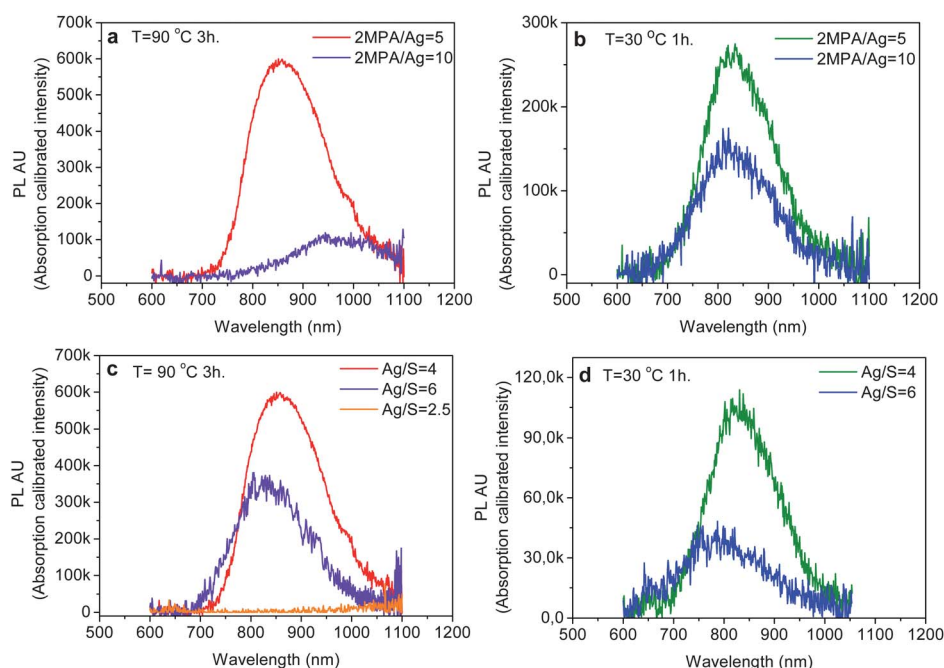 a
T=90 °C 3h.
2MPA/Ag=5
2MPA/Ag=10
700k
600k
500k
400k
300k
200k
100k
0
500 600 700 800 900 1000 1100 1200
Wavelength (nm)
PL AU
(Absorption calibrated intensity)
b
T=30 °C 1h.
2MPA/Ag=5
2MPA/Ag=10
300k
200k
100k
0
500 600 700 800 900 1000 1100 1200
Wavelength (nm)
PL AU
(Absorption calibrated intensity)
c
T= 90 °C 3h.
Ag/S=4
Ag/S=6
Ag/S=2.5
700k
600k
500k
400k
300k
200k
100k
0
500 600 700 800 900 1000 1100 1200
Wavelength (nm)
PL AU
(Absorption calibrated intensity)
d
T=30 °C 1h.
Ag/S=4
Ag/S=6
120,0k
90,0k
60,0k
30,0k
0,0
500 600 700 800 900 1000 1100 1200
Wavelength (nm)
PL AU
(Absorption calibrated intensity)